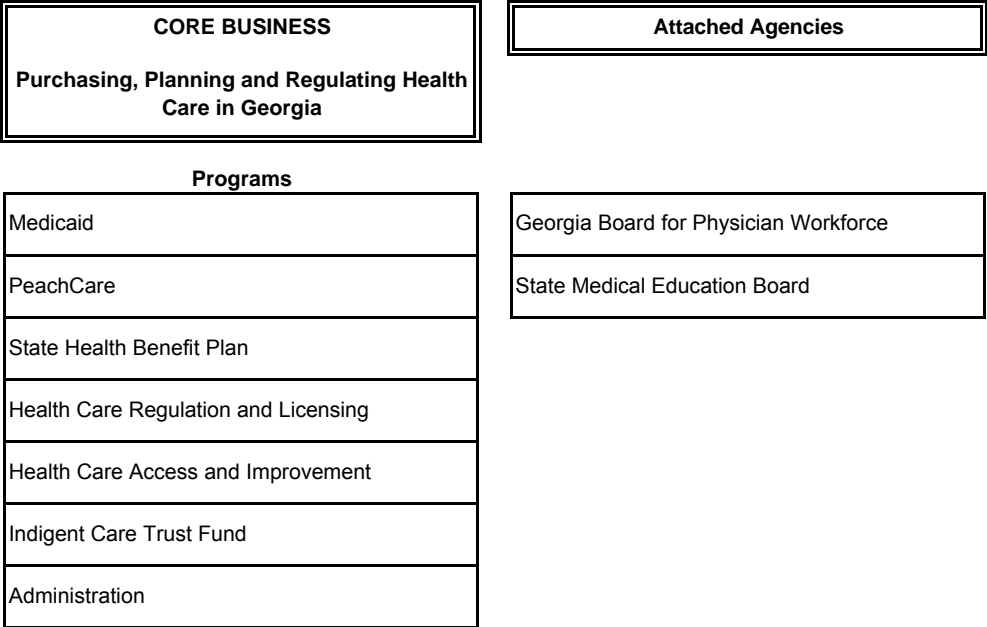 CORE BUSINESS
Purchasing, Planning and Regulating Health
Care in Georgia
Programs
Medicaid
PeachCare
State Health Benefit Plan
Health Care Regulation and Licensing
Health Care Access and Improvement
Indigent Care Trust Fund
Administration
Attached Agencies
Georgia Board for Physician Workforce
State Medical Education Board